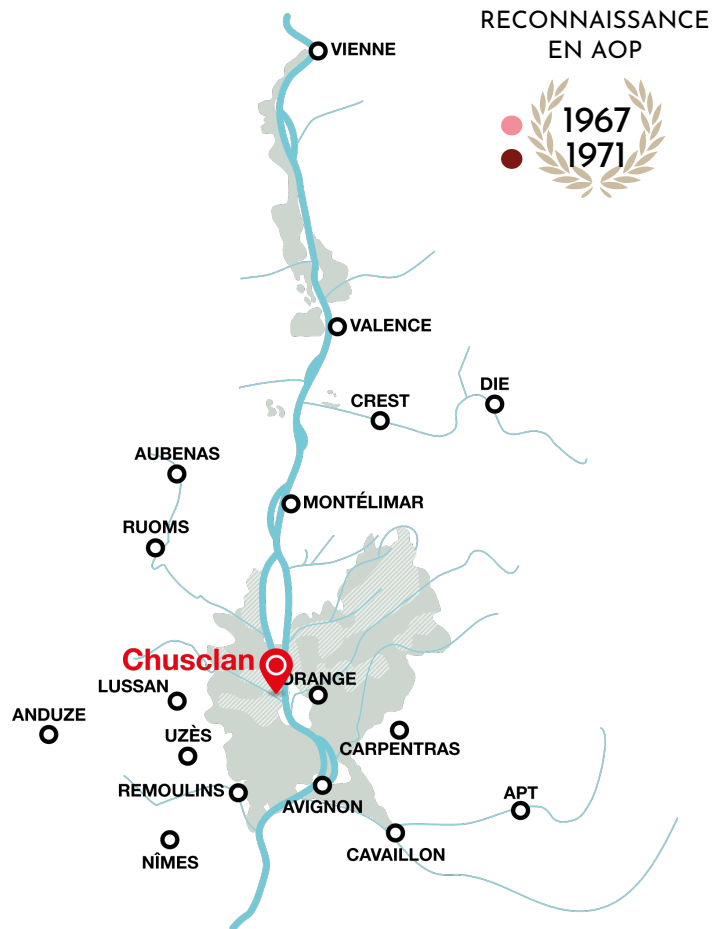 RECONNAISSANCE
EN AOP
1967
1971
VIENNE
VALENCE
CREST
DIE
AUBENAS
MONTÉLIMAR
RUOMS
Chusclan
ORANGE
LUSSAN
ANDUZE
UZÈS
CARPENTRAS
REMOULINS
AVIGNON
APT
NÎMES
CAVAILLON